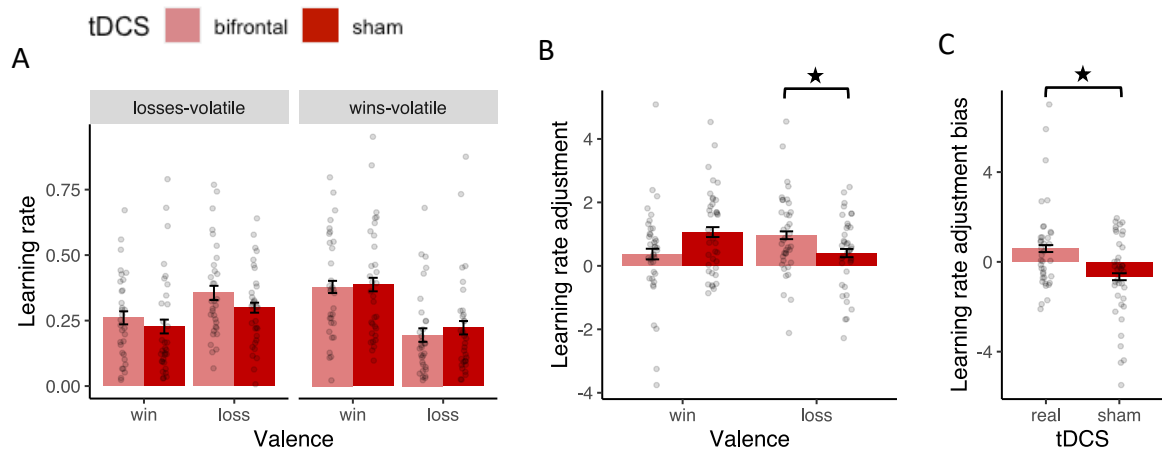 tDCS bifrontal sham
A
losses-volatile wins-volatile
Learning rate
0.75
0.50
0.25
0.00
win loss win loss
Valence
B
★
Learning rate adjustment
4
2
0
-2
-4
win loss
Valence
C
★
Learning rate adjustment bias
4
0
-4
real sham
tDCS